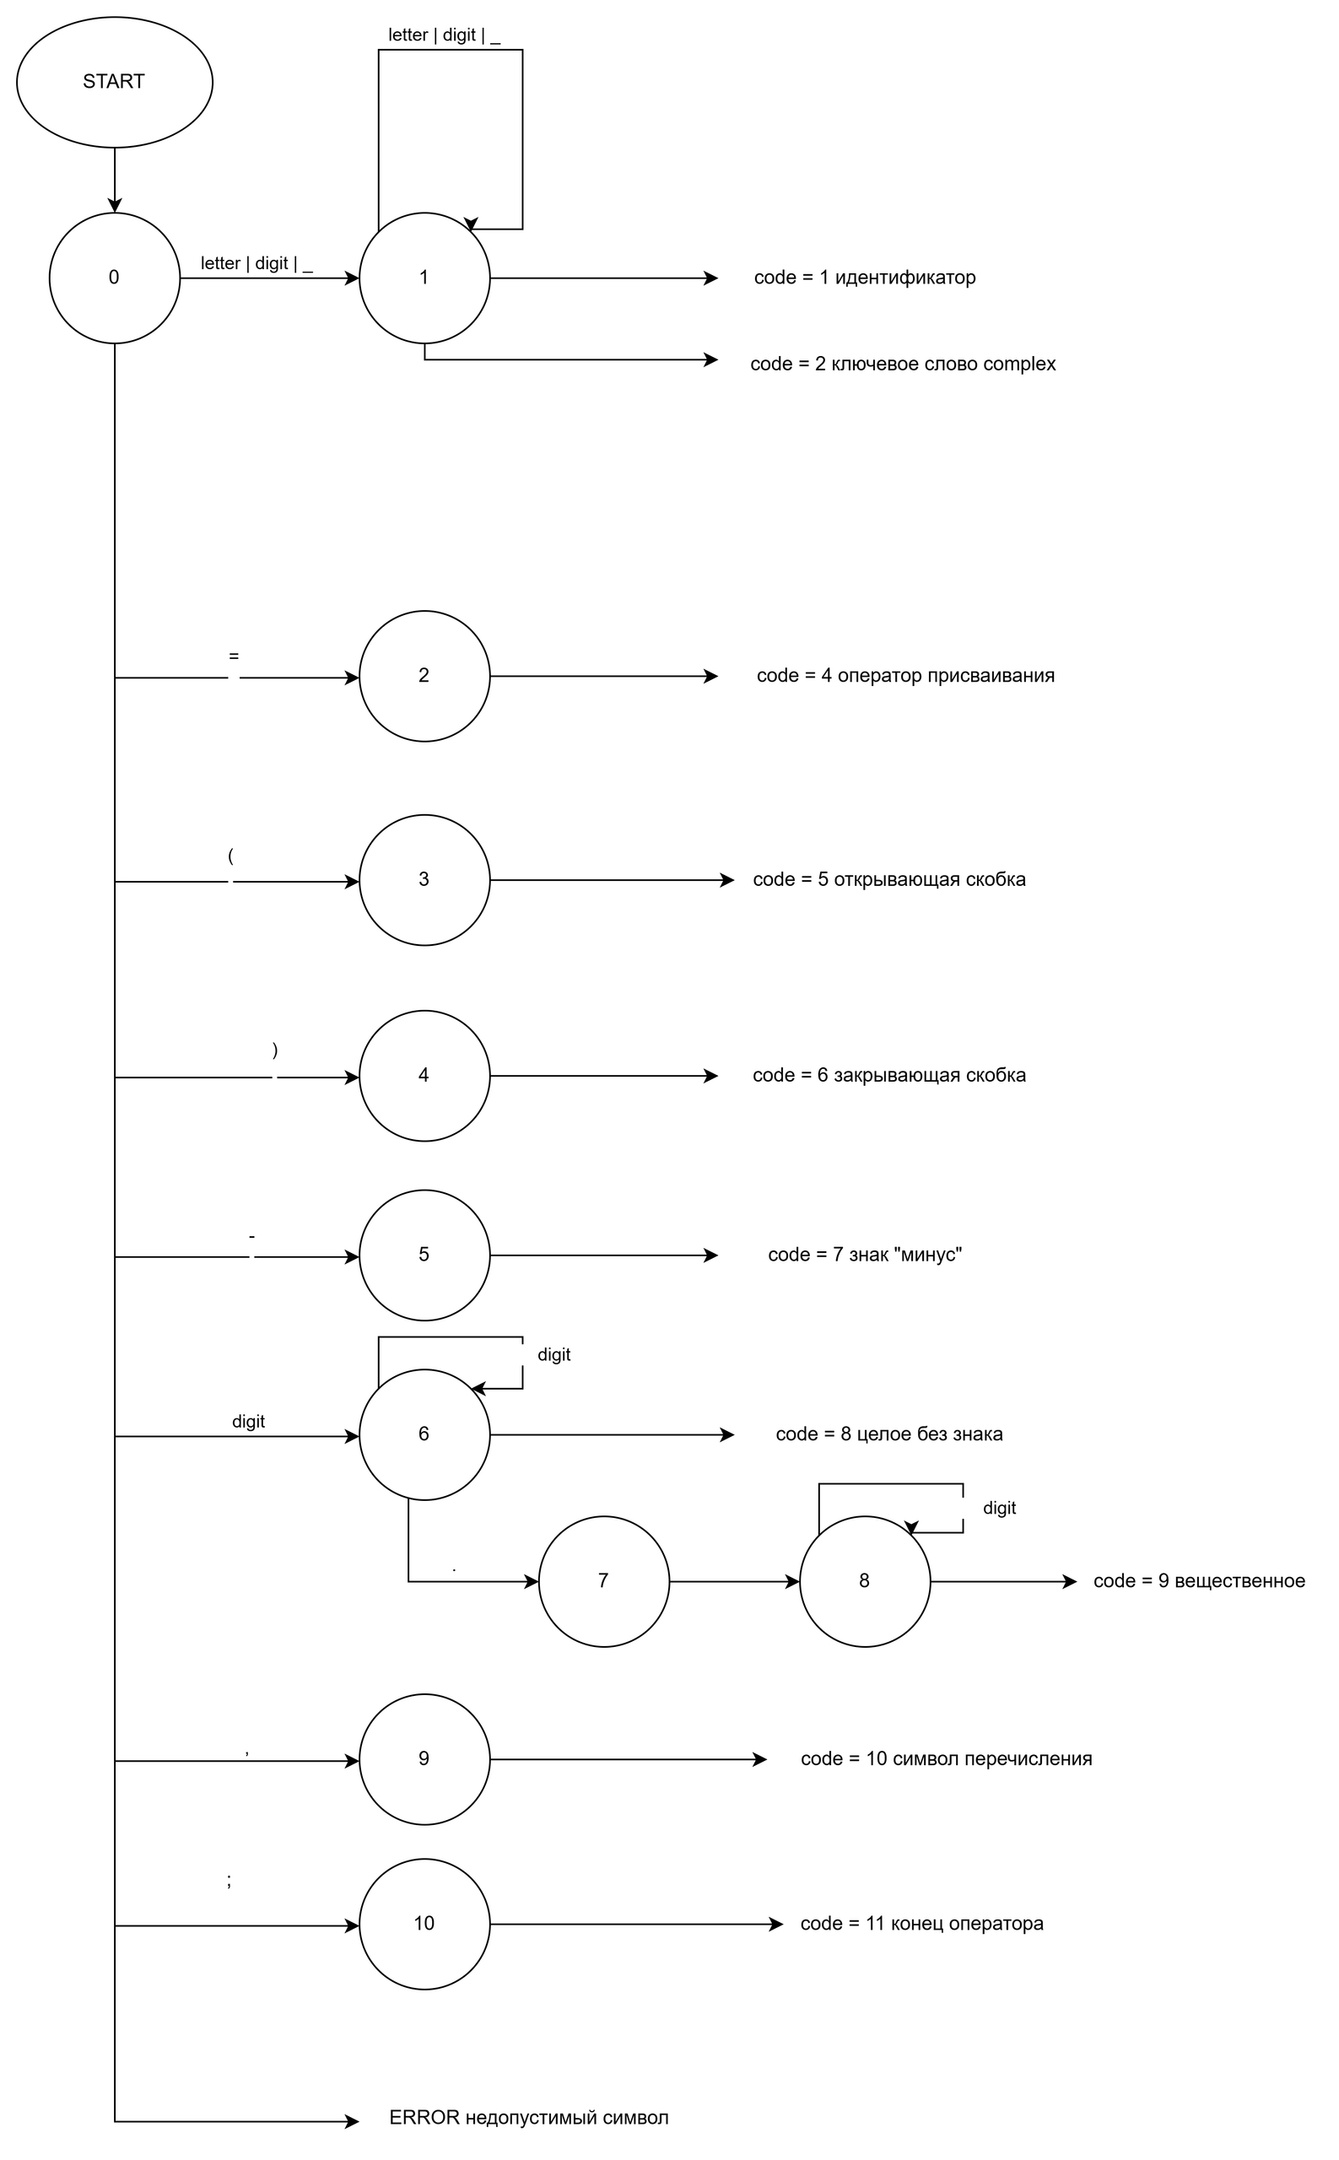 letter | digit | _
START
0
letter | digit | _
1
code = 1 идентификатор
code = 2 ключевое слово complex
=
2
code = 4 оператор присваивания
(
3
code = 5 открывающая скобка
)
4
code = 6 закрывающая скобка
-
5
code = 7 знак "минус"
digit
digit
6
code = 8 целое без знака
digit
.
7
8
code = 9 вещественное
,
9
code = 10 символ перечисления
;
10
code = 11 конец оператора
ERROR недопустимый символ